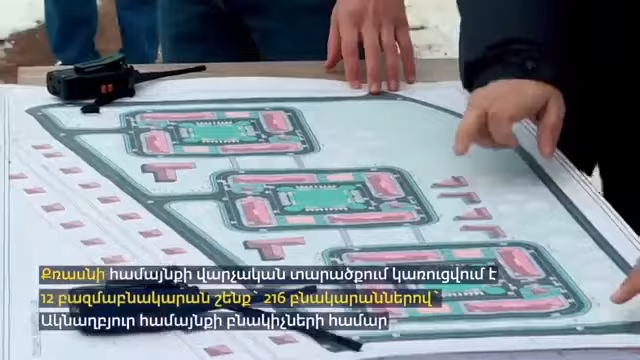 Քռասնի համայնքի վարչական տարածքում կառուցվում է
12 բազմաբնակարան շենք՝ 216 բնակարաններով՝
Ակնաղբյուր համայնքի բնակիչների համար